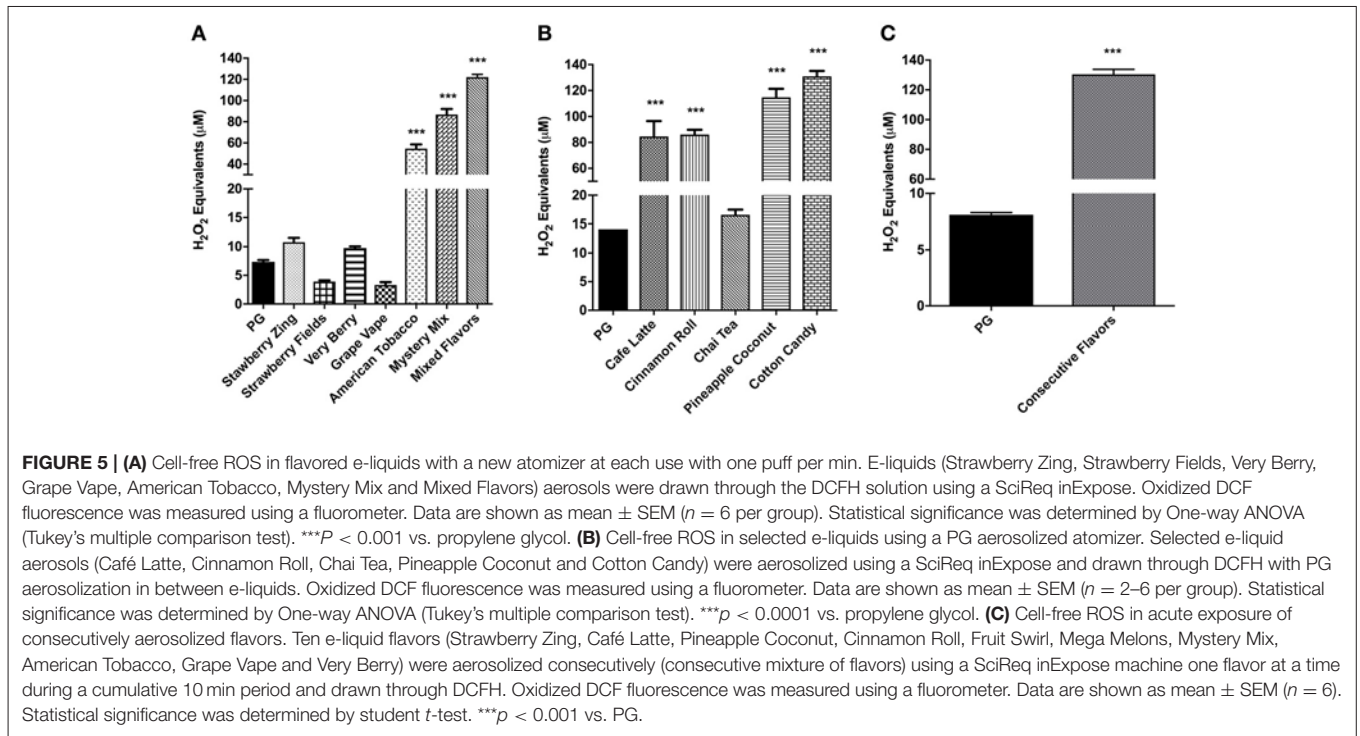 A
H2O2 Equivalents (μM)
140
120
100
80
60
40
20
15
10
5
0
***
***
***
PG
Stawberry Zing
Strawberry Fields
Very Berry
Grape Vape
American Tobacco
Mystery Mix
Mixed Flavors
B
H2O2 Equivalents (μM)
140
120
100
80
60
20
15
10
5
0
***
***
***
***
PG
Cafe Latte
Cinnamon Roll
Chai Tea
Pineapple Coconut
Cotton Candy
C
H2O2 Equivalents (μM)
140
120
100
80
60
10
5
0
***
PG
Consecutive Flavors
FIGURE 5 | (A) Cell-free ROS in flavored e-liquids with a new atomizer at each use with one puff per min. E-liquids (Strawberry Zing, Strawberry Fields, Very Berry,
Grape Vape, American Tobacco, Mystery Mix and Mixed Flavors) aerosols were drawn through the DCFH solution using a SciReq inExpose. Oxidized DCF
fluorescence was measured using a fluorometer. Data are shown as mean ± SEM (n = 6 per group). Statistical significance was determined by One-way ANOVA
(Tukey's multiple comparison test). ***P < 0.001 vs. propylene glycol. (B) Cell-free ROS in selected e-liquids using a PG aerosolized atomizer. Selected e-liquid
aerosols (Café Latte, Cinnamon Roll, Chai Tea, Pineapple Coconut and Cotton Candy) were aerosolized using a SciReq inExpose and drawn through DCFH with PG
aerosolization in between e-liquids. Oxidized DCF fluorescence was measured using a fluorometer. Data are shown as mean ± SEM (n = 2–6 per group). Statistical
significance was determined by One-way ANOVA (Tukey's multiple comparison test). ***p < 0.0001 vs. propylene glycol. (C) Cell-free ROS in acute exposure of
consecutively aerosolized flavors. Ten e-liquid flavors (Strawberry Zing, Café Latte, Pineapple Coconut, Cinnamon Roll, Fruit Swirl, Mega Melons, Mystery Mix,
American Tobacco, Grape Vape and Very Berry) were aerosolized consecutively (consecutive mixture of flavors) using a SciReq inExpose machine one flavor at a time
during a cumulative 10 min period and drawn through DCFH. Oxidized DCF fluorescence was measured using a fluorometer. Data are shown as mean ± SEM (n = 6).
Statistical significance was determined by student t-test. ***p < 0.001 vs. PG.